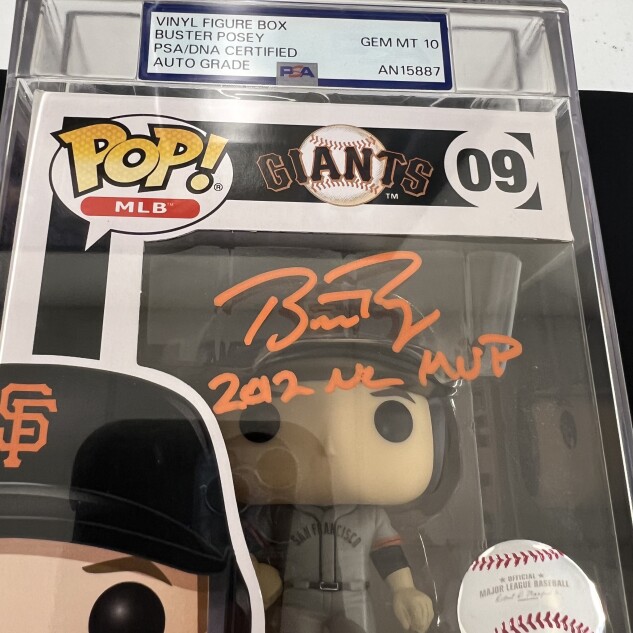 VINYL FIGURE BOX
BUSTER POSEY GEM MT 10
PSA/DNA CERTIFIED
AUTO GRADE PSA AN15887
POP!®
MLB
GIANTS™
09
2012 NL MVP
SF
SAN FRANCISCO
OFFICIAL
MAJOR LEAGUE BASEBALL